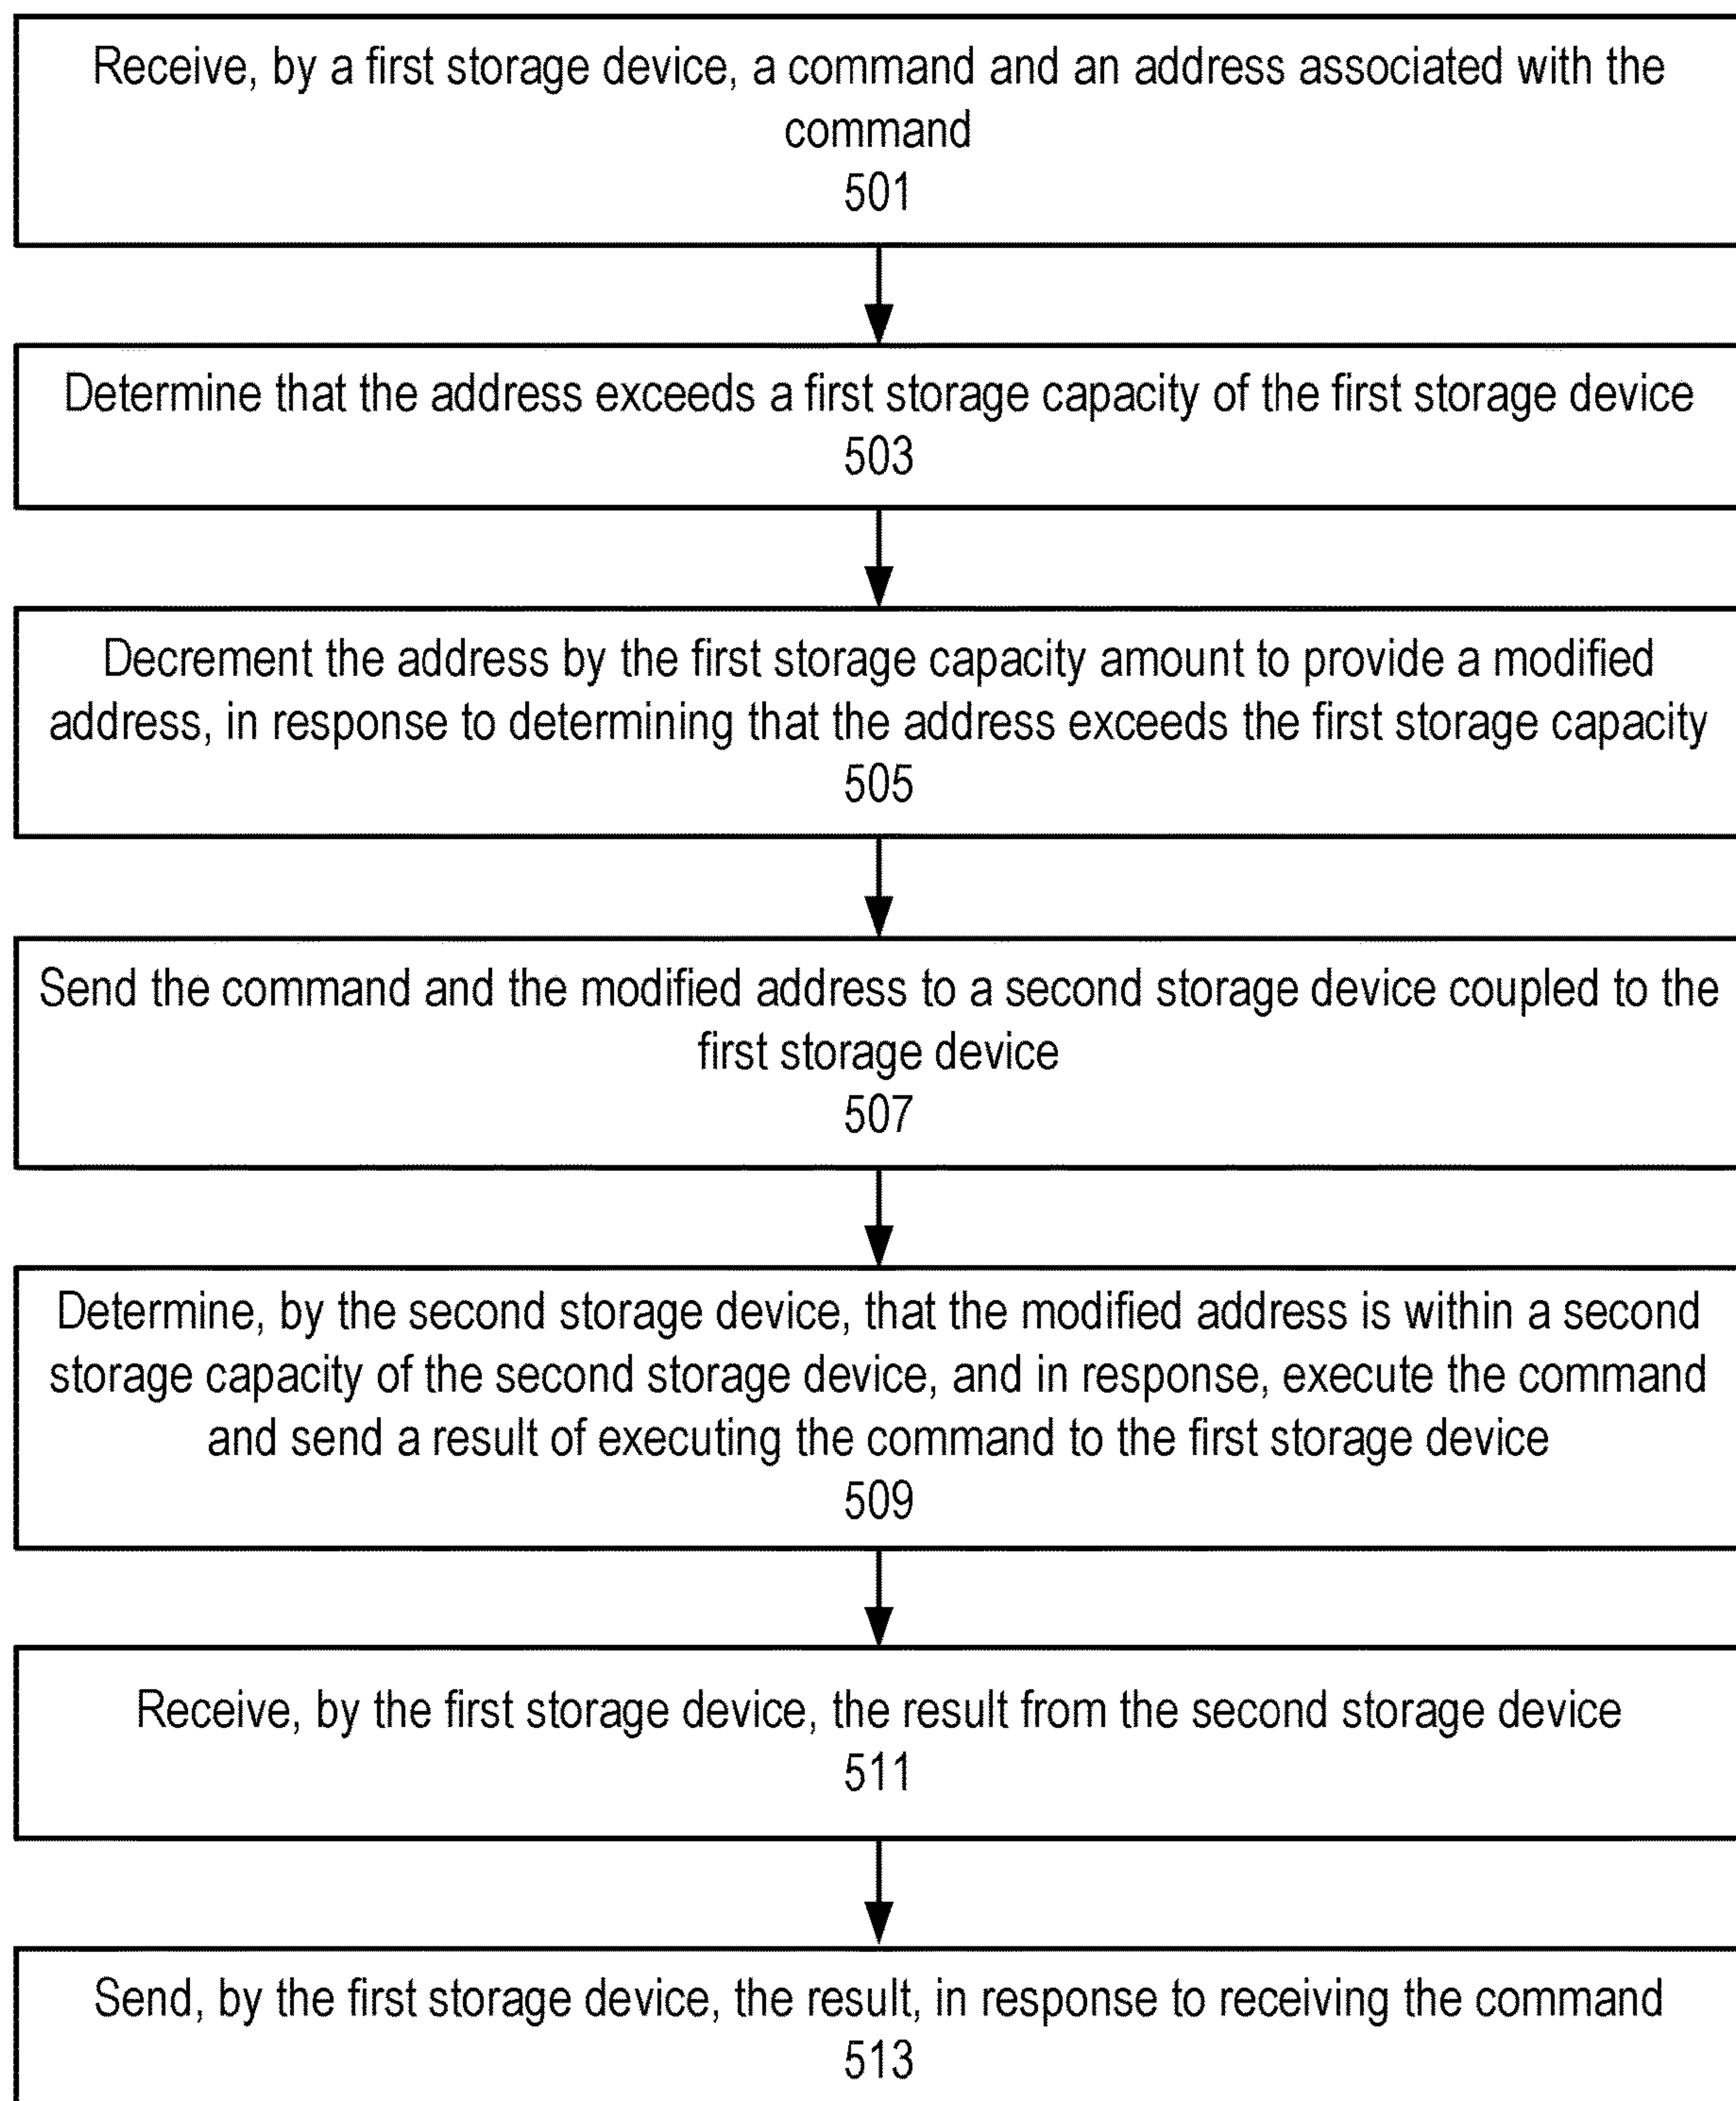 Receive, by a first storage device, a command and an address associated with the
command
501
Determine that the address exceeds a first storage capacity of the first storage device
503
Decrement the address by the first storage capacity amount to provide a modified
address, in response to determining that the address exceeds the first storage capacity
505
Send the command and the modified address to a second storage device coupled to the
first storage device
507
Determine, by the second storage device, that the modified address is within a second
storage capacity of the second storage device, and in response, execute the command
and send a result of executing the command to the first storage device
509
Receive, by the first storage device, the result from the second storage device
511
Send, by the first storage device, the result, in response to receiving the command
513